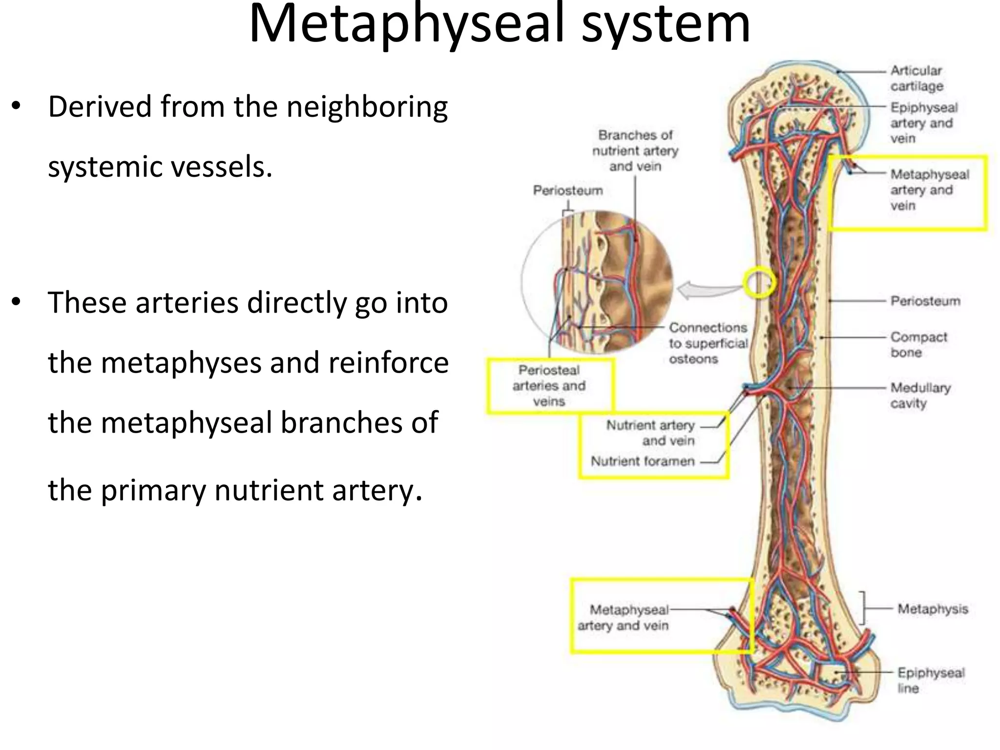 Metaphyseal system
• Derived from the neighboring
systemic vessels.
• These arteries directly go into
the metaphyses and reinforce
the metaphyseal branches of
the primary nutrient artery.
Articular
cartilage
Epiphyseal
artery and
vein
Branches of
nutrient artery
and vein
Metaphyseal
artery and
vein
Periosteum
Periosteum
Connections
to superficial
osteons
Compact
bone
Periosteal
arteries and
veins
Medullary
cavity
Nutrient artery
and vein
Nutrient foramen
Metaphyseal
artery and vein
Metaphysis
Epiphyseal
line